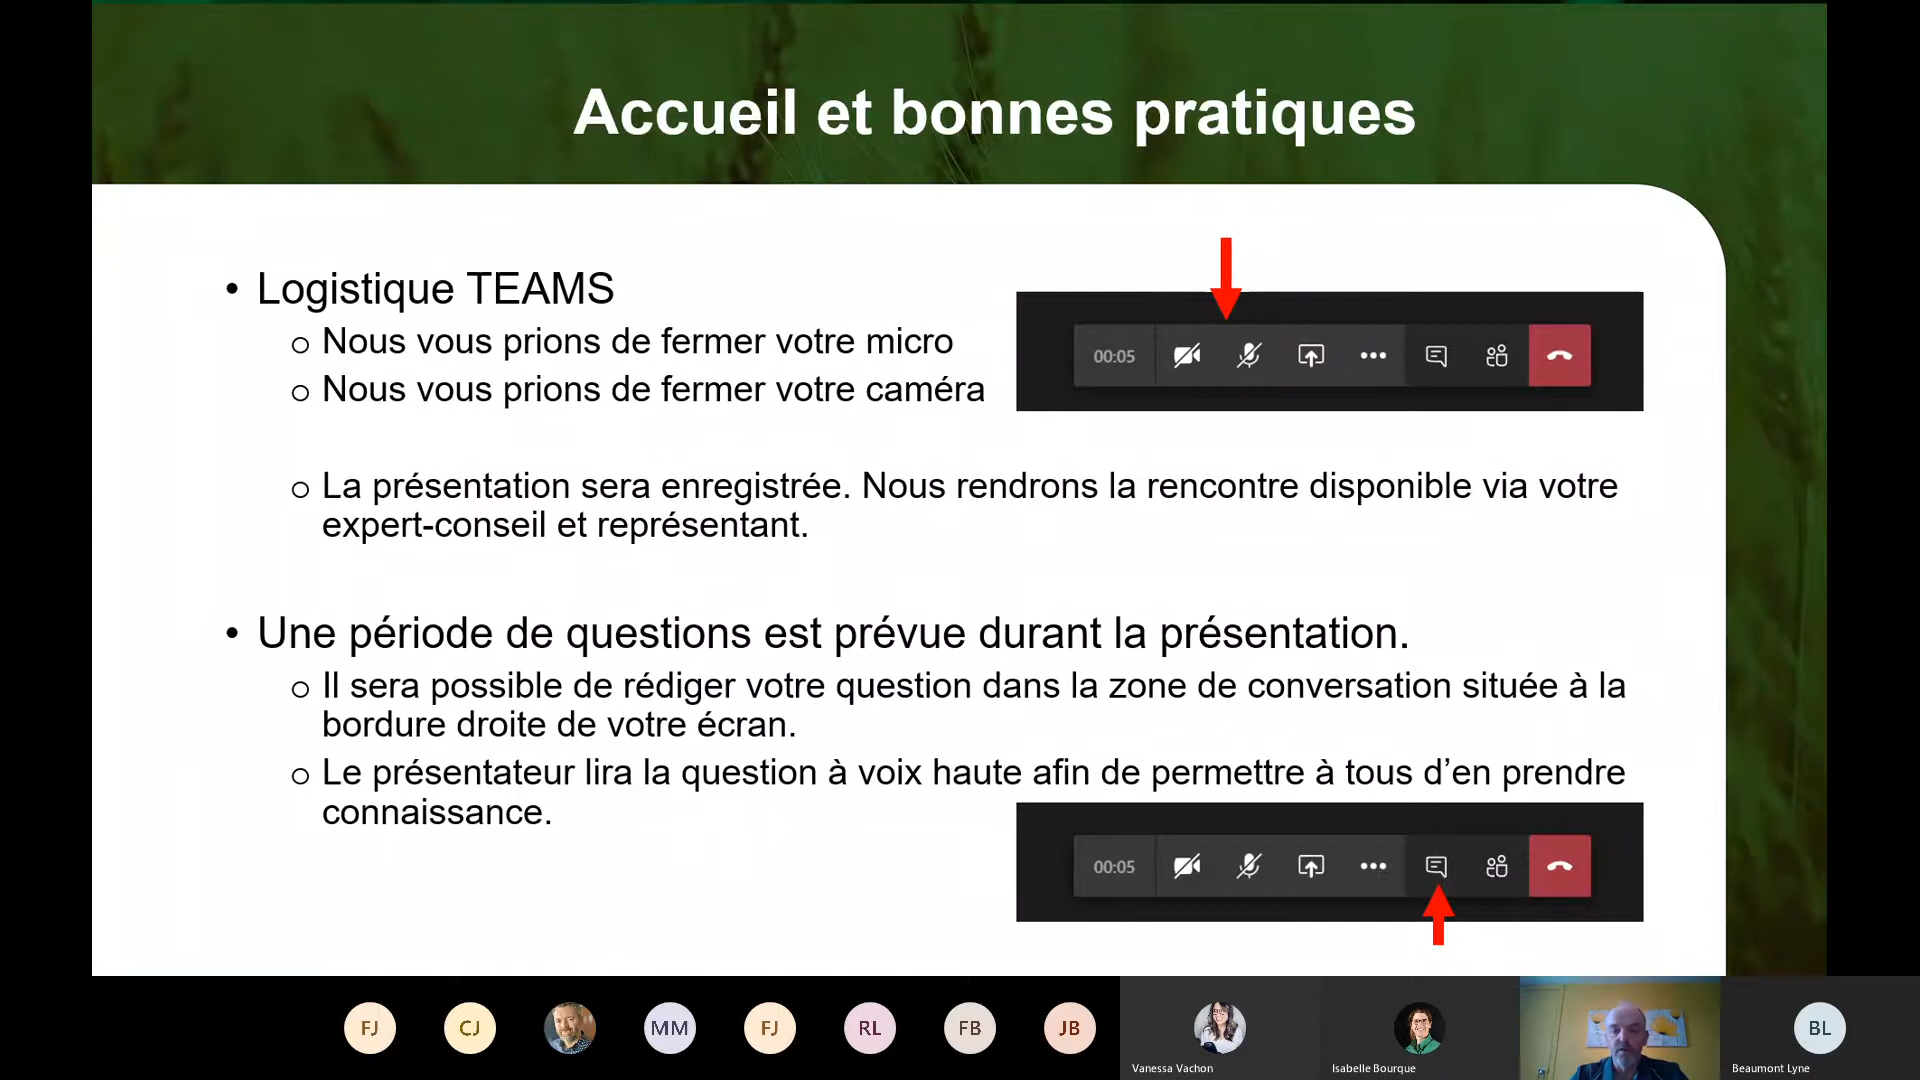 Accueil et bonnes pratiques
• Logistique TEAMS
o Nous vous prions de fermer votre micro
o Nous vous prions de fermer votre caméra
00:05
o La présentation sera enregistrée. Nous rendrons la rencontre disponible via votre
expert-conseil et représentant.
• Une période de questions est prévue durant la présentation.
o Il sera possible de rédiger votre question dans la zone de conversation située à la
bordure droite de votre écran.
o Le présentateur lira la question à voix haute afin de permettre à tous d’en prendre
connaissance.
00:05
FJ CJ MM FJ RL FB JB BL
Vanessa Vachon Isabelle Bourque Beaumont Lyne